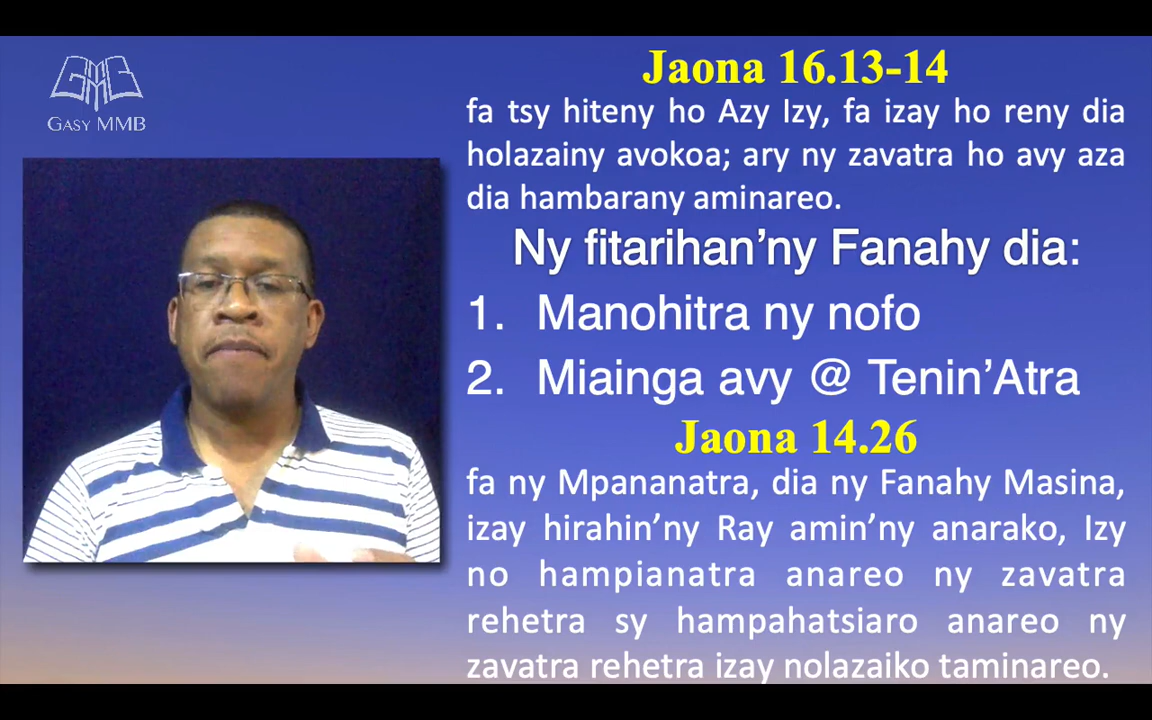 GASY MMB
Jaona 16.13-14
fa tsy hiteny ho Azy Izy, fa izay ho reny dia
holazainy avokoa; ary ny zavatra ho avy aza
dia hambarany aminareo.
Ny fitarihan’ny Fanahy dia:
1. Manohitra ny nofo
2. Miainga avy @ Tenin’Atra
Jaona 14.26
fa ny Mpananatra, dia ny Fanahy Masina,
izay hirahin’ny Ray amin’ny anarako, Izy
no hampianatra anareo ny zavatra
rehetra sy hampahatsiaro anareo ny
zavatra rehetra izay nolazaiko taminareo.